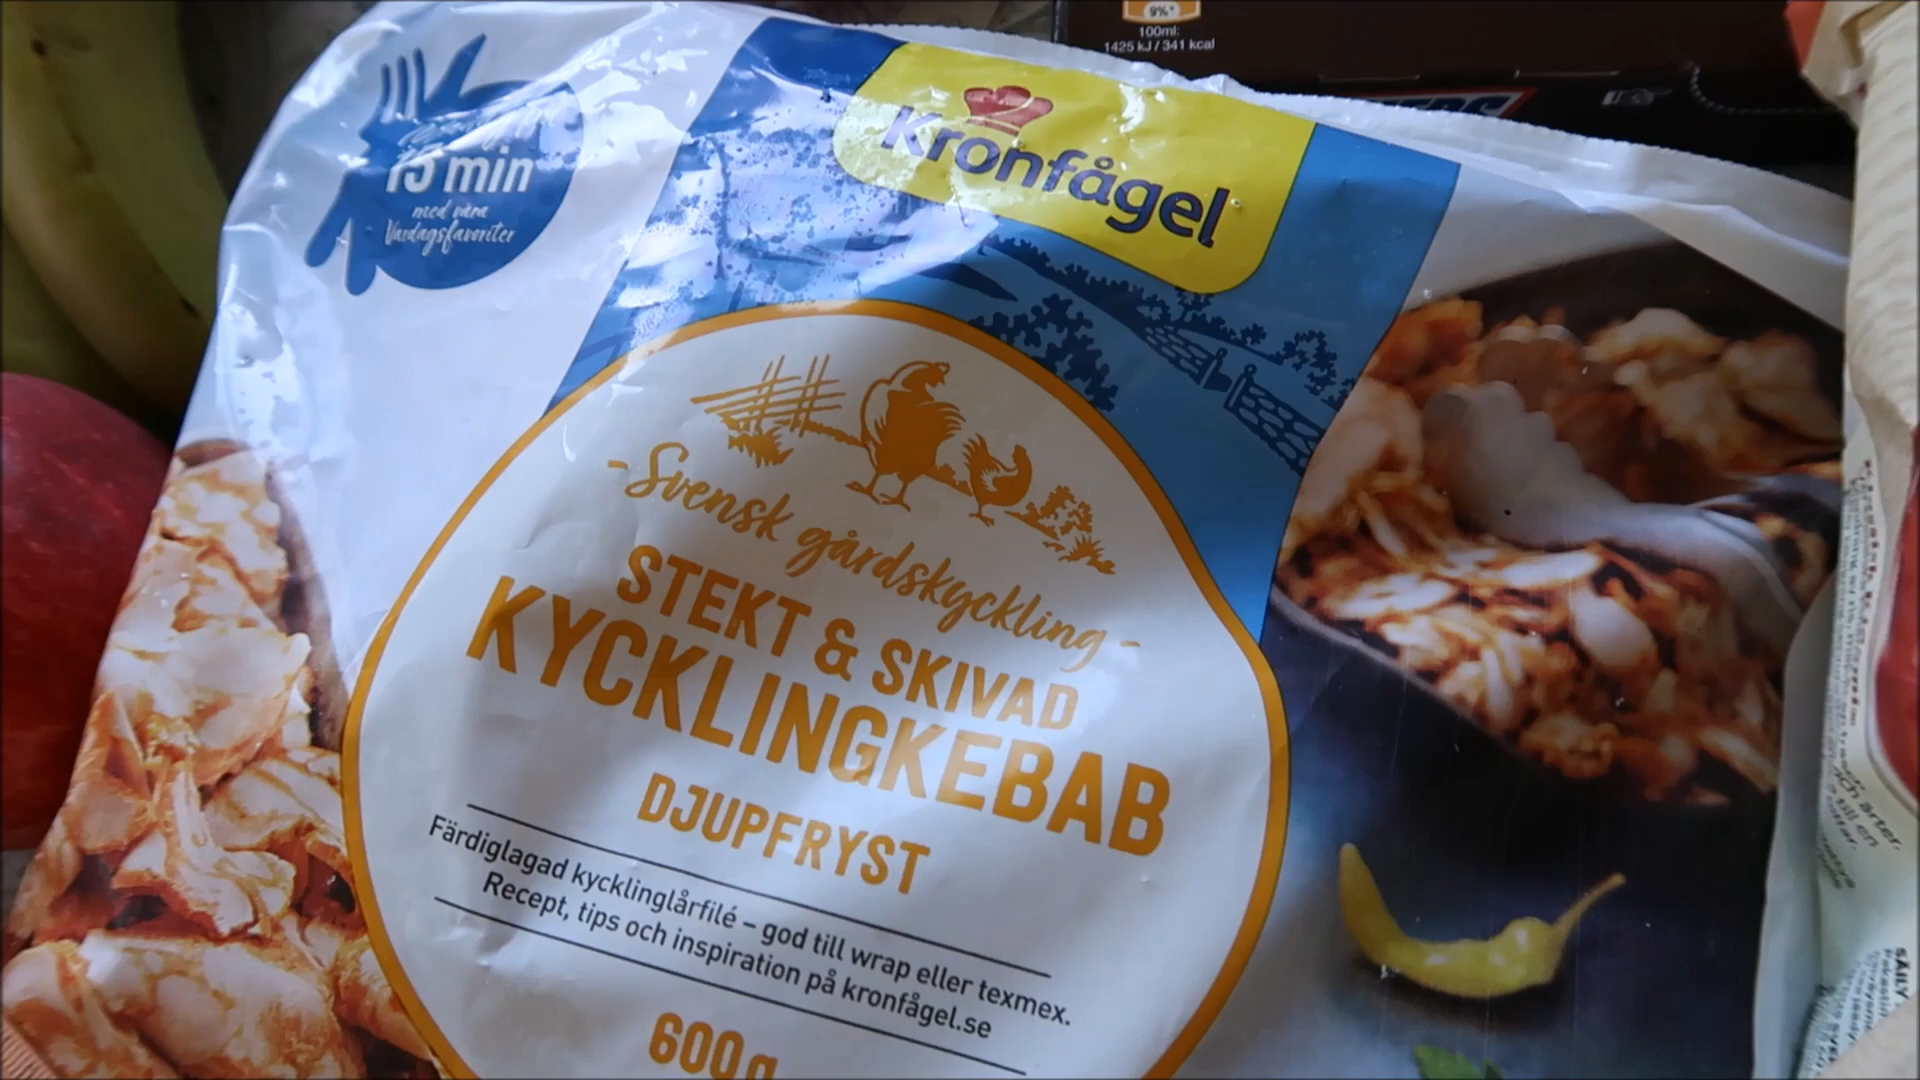 9%*
100ml:
1425 kJ / 341 kcal
15 min
med våra
Vardagsfavoriter
Kronfågel
- Svensk gårdskyckling -
STEKT & SKIVAD
KYCKLINGKEBAB
DJUPFRYST
Färdiglagad kycklinglårfilé – god till wrap eller texmex.
Recept, tips och inspiration på kronfågel.se
600g